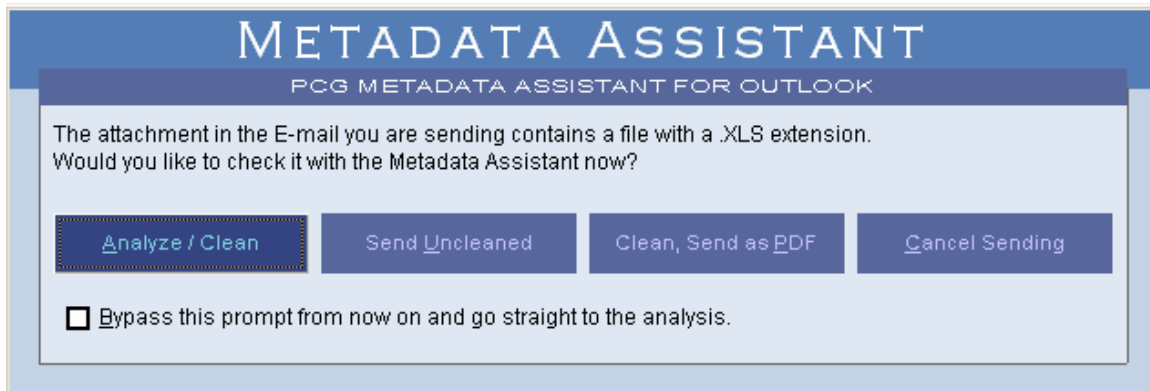 METADATA ASSISTANT
PCG METADATA ASSISTANT FOR OUTLOOK
The attachment in the E-mail you are sending contains a file with a .XLS extension.
Would you like to check it with the Metadata Assistant now?
Analyze / Clean Send Uncleaned Clean, Send as PDF Cancel Sending
Bypass this prompt from now on and go straight to the analysis.